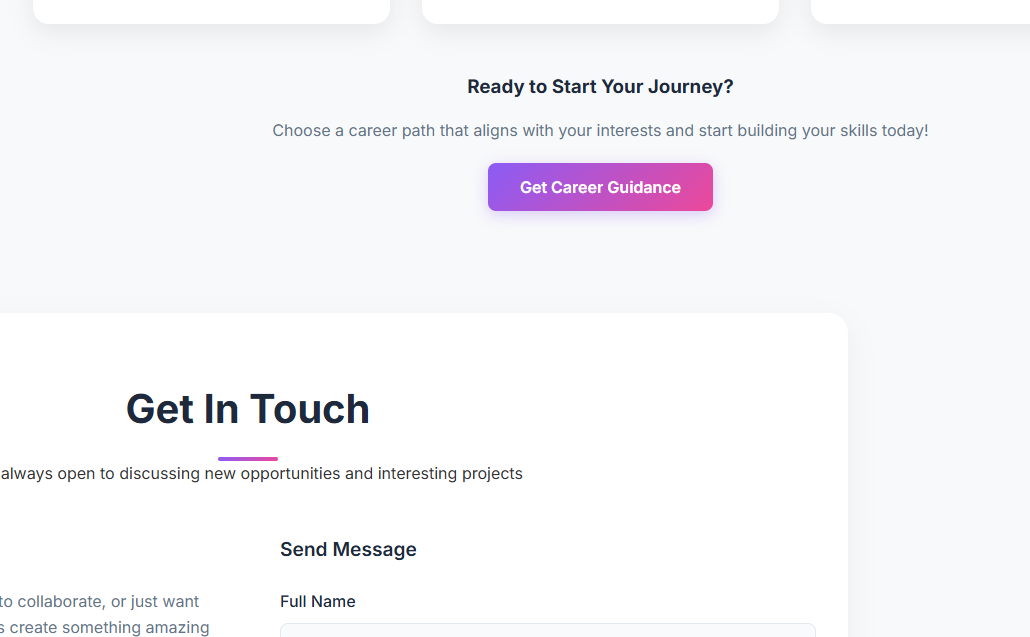 Ready to Start Your Journey?
Choose a career path that aligns with your interests and start building your skills today!
Get Career Guidance
Get In Touch
always open to discussing new opportunities and interesting projects
Send Message
to collaborate, or just want
Full Name
s create something amazing